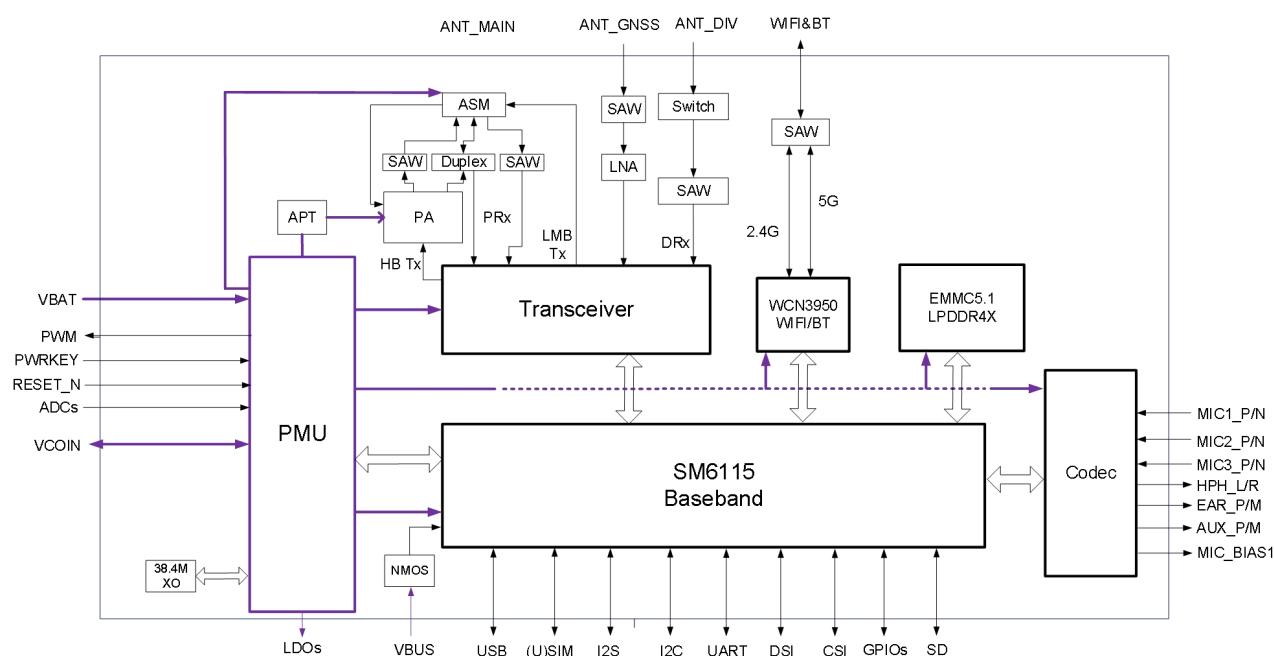 ANT_MAIN
ANT_GNSS
ANT_DIV
WIFI&BT
ASM
SAW
Switch
SAW
SAW
Duplex
SAW
LNA
SAW
APT
PA
PRx
LMB
Tx
DRx
2.4G
5G
HB Tx
Transceiver
WCN3950
WIFI/BT
EMMC5.1
LPDDR4X
VBAT
PWM
PWRKEY
RESET_N
ADCs
VCOIN
PMU
SM6115
Baseband
Codec
MIC1_P/N
MIC2_P/N
MIC3_P/N
HPH_L/R
EAR_P/M
AUX_P/M
MIC_BIAS1
38.4M
XO
NMOS
LDOs
VBUS
USB
(U)SIM
I2S
I2C
UART
DSI
CSI
GPIOs
SD